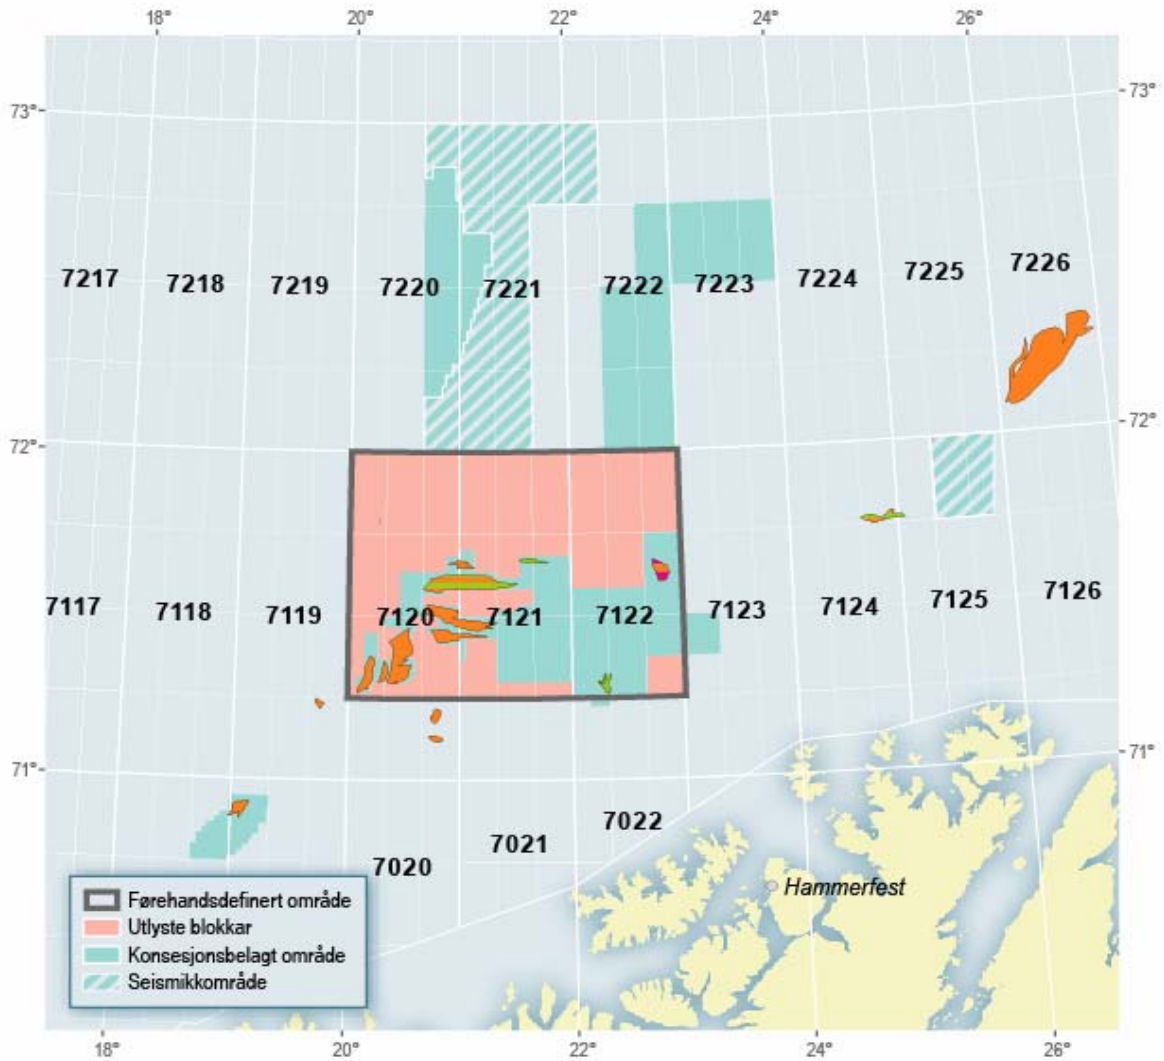 18° 20° 22° 24° 26°
73° 73°
7217 7218 7219 7220 7221 7222 7223 7224 7225 7226
72° 72°
7117 7118 7119 7120 7121 7122 7123 7124 7125 7126
71° 71°
7020 7021 7022
Hammerfest
Førehandsdefinert område
Utlyste blokkar
Konsesjonsbelagt område
Seismikkområde
18° 20° 22° 24° 26°